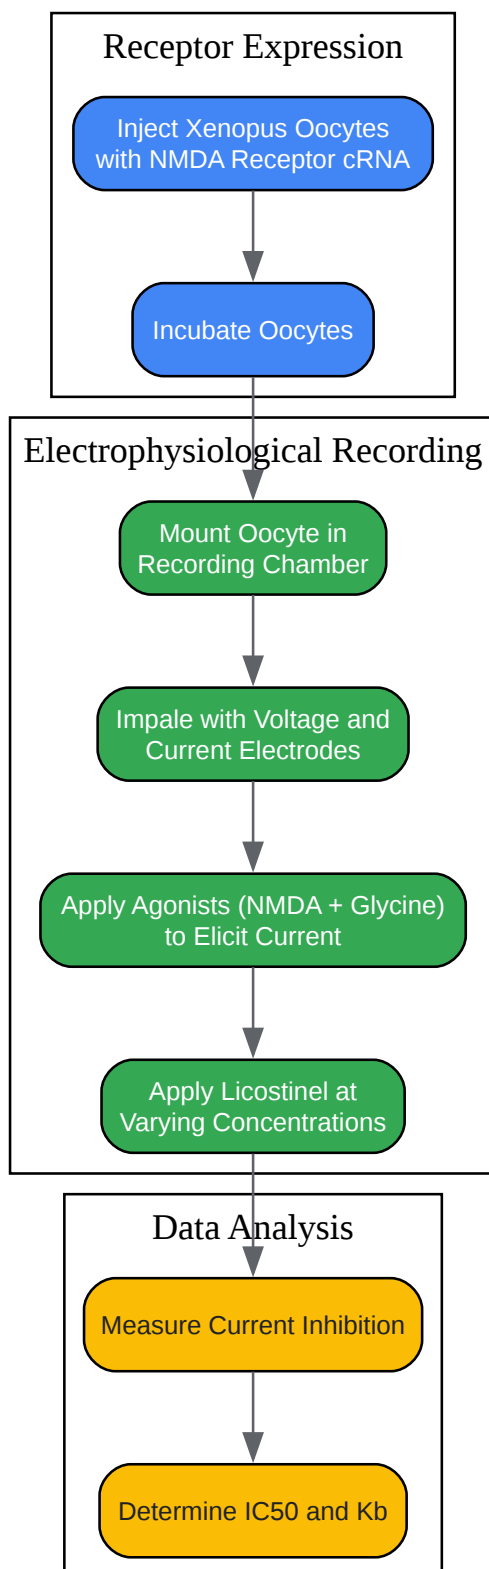 Receptor Expression
Inject Xenopus Oocytes
with NMDA Receptor cRNA
Incubate Oocytes
Electrophysiological Recording
Mount Oocyte in
Recording Chamber
Impale with Voltage and
Current Electrodes
Apply Agonists (NMDA + Glycine)
to Elicit Current
Apply Licostinel at
Varying Concentrations
Data Analysis
Measure Current Inhibition
Determine IC50 and Kb